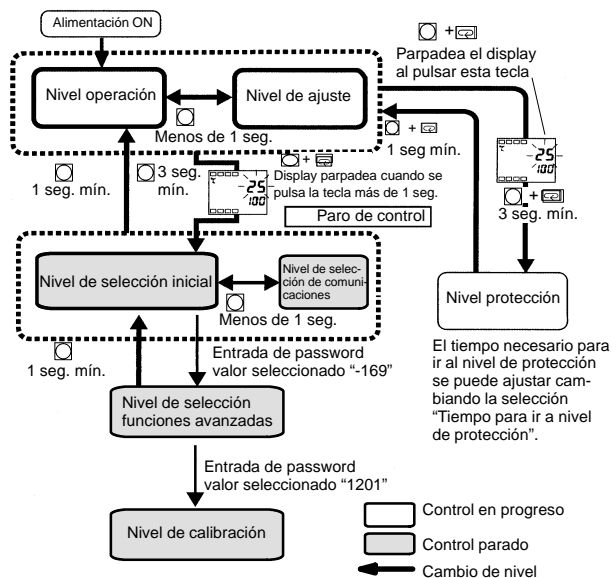 Alimentación ON
+
Parpadea el display
al pulsar esta tecla
Nivel operación
Nivel de ajuste
Menos de 1 seg.
+
1 seg mín.
1 seg. mín.
3 seg.
mín.
+
Display parpadea cuando se
pulsa la tecla más de 1 seg.
°C
25
100
°C
25
100
+
3 seg. mín.
Paro de control
Nivel de selección inicial
Nivel de selec-
ción de comuni-
caciones
Menos de 1 seg.
Nivel protección
1 seg. mín.
Entrada de password
valor seleccionado “-169”
El tiempo necesario para
ir al nivel de protección
se puede ajustar cam-
biando la selección
“Tiempo para ir a nivel
de protección”.
Nivel de selección
funciones avanzadas
Entrada de password
valor seleccionado “1201”
Nivel de calibración
Control en progreso
Control parado
Cambio de nivel